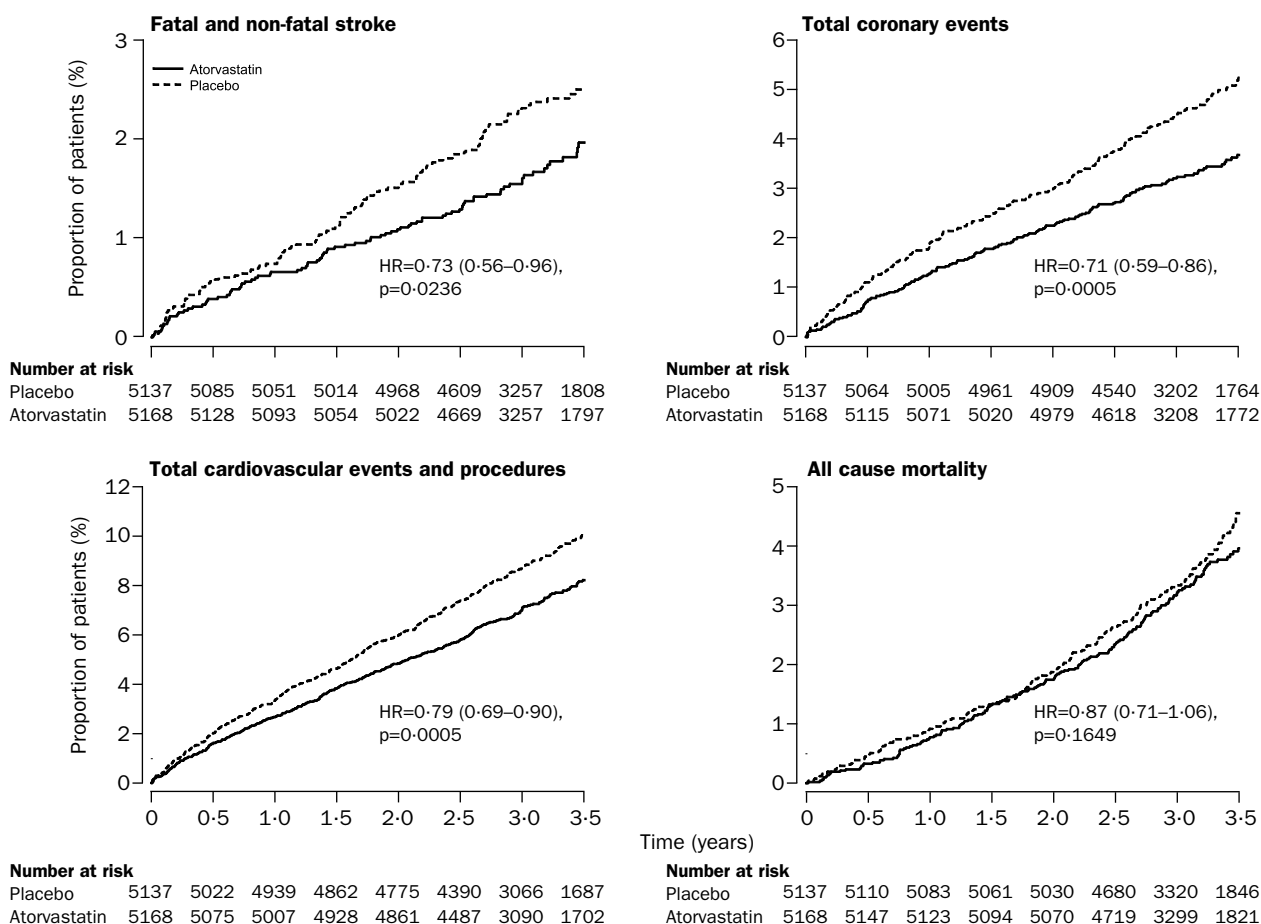 Fatal and non-fatal stroke
Proportion of patients (%)
3
2
1
0
Atorvastatin
Placebo
HR=0·73 (0·56–0·96),
p=0·0236
Number at risk
Placebo 5137 5085 5051 5014 4968 4609 3257 1808
Atorvastatin 5168 5128 5093 5054 5022 4669 3257 1797
Total coronary events
6
5
4
3
2
1
0
HR=0·71 (0·59–0·86),
p=0·0005
Number at risk
Placebo 5137 5064 5005 4961 4909 4540 3202 1764
Atorvastatin 5168 5115 5071 5020 4979 4618 3208 1772
Total cardiovascular events and procedures
Proportion of patients (%)
12
10
8
6
4
2
0
HR=0·79 (0·69–0·90),
p=0·0005
0 0·5 1·0 1·5 2·0 2·5 3·0 3·5
All cause mortality
5
4
3
2
1
0
HR=0·87 (0·71–1·06),
p=0·1649
0 0·5 1·0 1·5 2·0 2·5 3·0 3·5
Time (years)
Number at risk
Placebo 5137 5022 4939 4862 4775 4390 3066 1687
Atorvastatin 5168 5075 5007 4928 4861 4487 3090 1702
Number at risk
Placebo 5137 5110 5083 5061 5030 4680 3320 1846
Atorvastatin 5168 5147 5123 5094 5070 4719 3299 1821